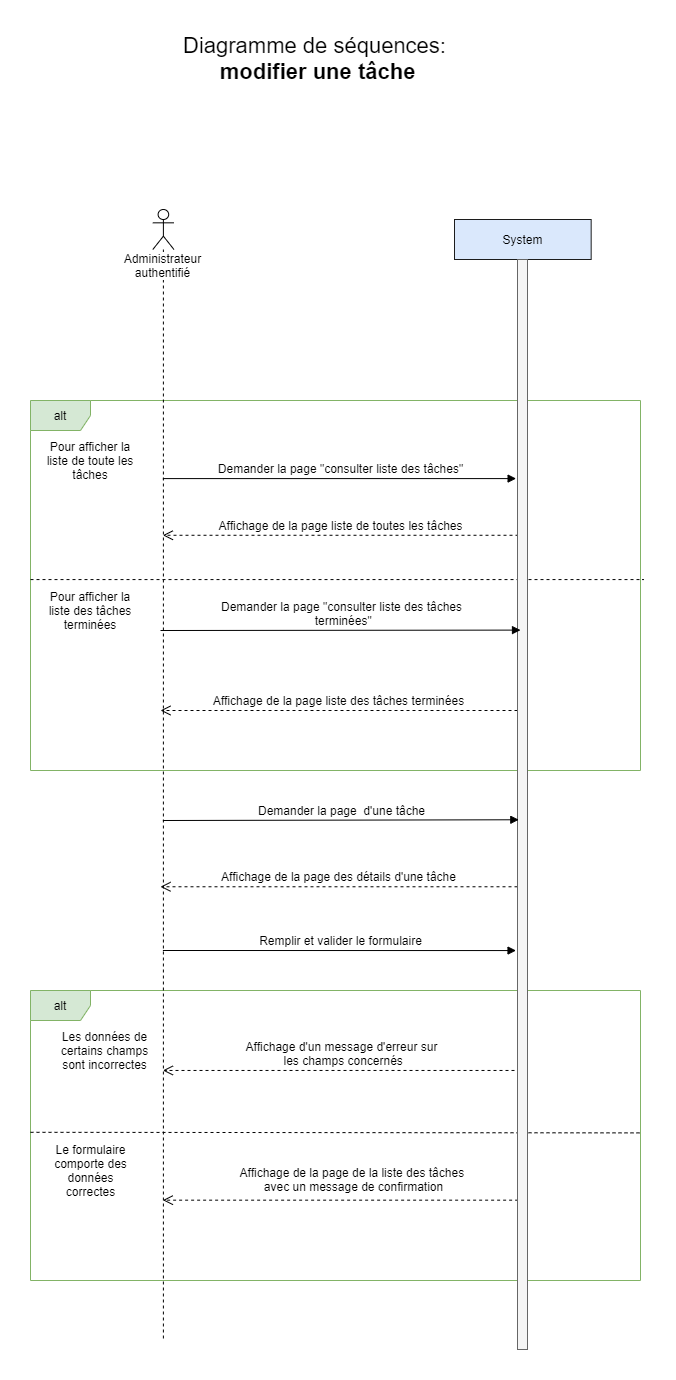 Diagramme de séquences:
modifier une tâche
Administrateur
authentifié
System
alt
Pour afficher la
liste de toute les
tâches
Demander la page "consulter liste des tâches"
Affichage de la page liste de toutes les tâches
Pour afficher la
liste des tâches
terminées
Demander la page "consulter liste des tâches
terminées"
Affichage de la page liste des tâches terminées
Demander la page  d'une tâche
Affichage de la page des détails d'une tâche
Remplir et valider le formulaire
alt
Les données de
certains champs
sont incorrectes
Affichage d'un message d'erreur sur
les champs concernés
Le formulaire
comporte des
données
correctes
Affichage de la page de la liste des tâches
avec un message de confirmation